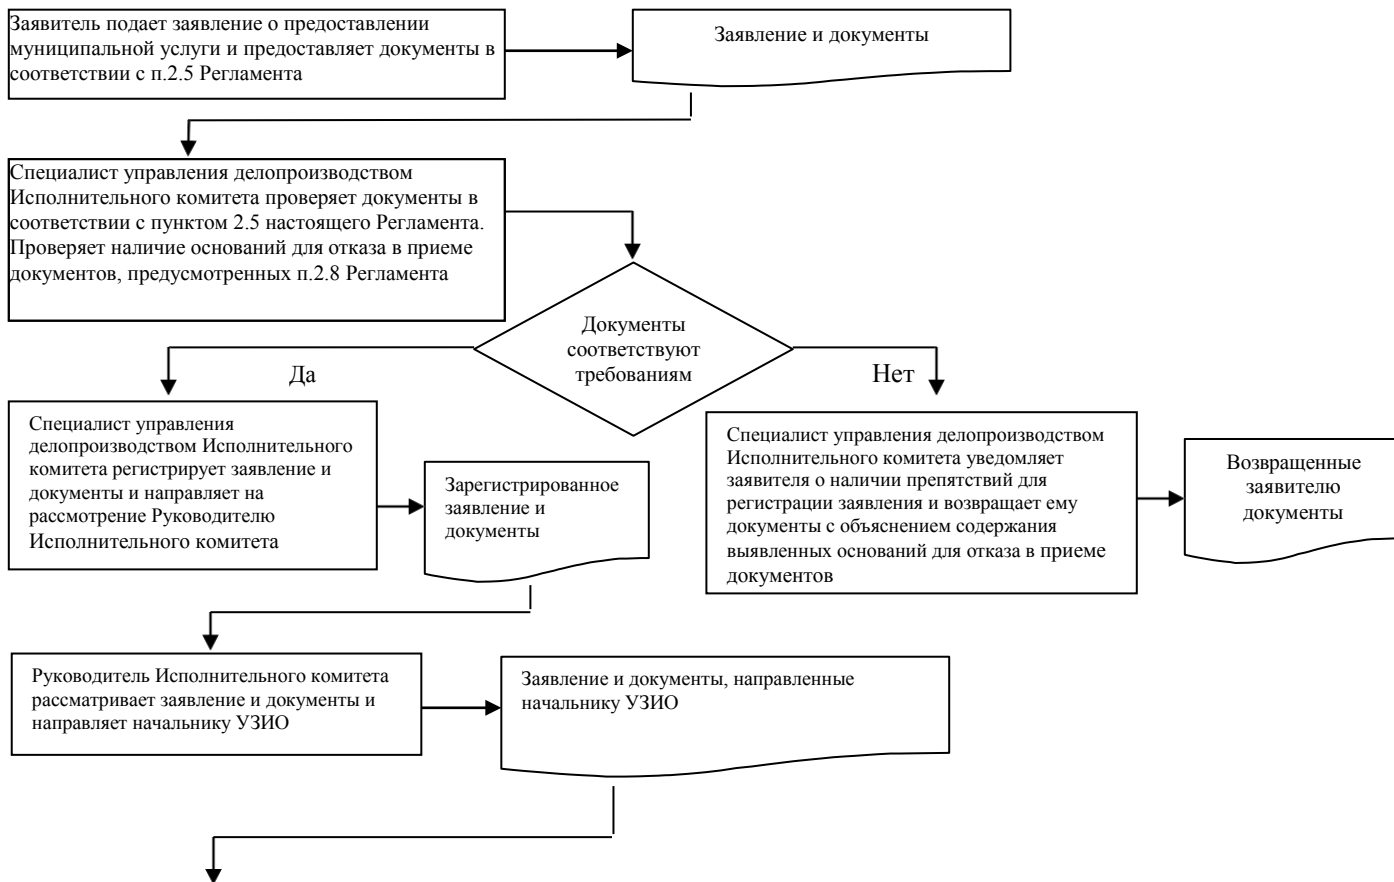 Заявитель подает заявление о предоставлении
муниципальной услуги и предоставляет документы в
соответствии с п.2.5 Регламента
Заявление и документы
Специалист управления делопроизводством
Исполнительного комитета проверяет документы в
соответствии с пунктом 2.5 настоящего Регламента.
Проверяет наличие оснований для отказа в приеме
документов, предусмотренных п.2.8 Регламента
Документы
соответствуют
требованиям
Да
Нет
Специалист управления
делопроизводством Исполнительного
комитета регистрирует заявление и
документы и направляет на
рассмотрение Руководителю
Исполнительного комитета
Зарегистрированное
заявление и
документы
Специалист управления делопроизводством
Исполнительного комитета уведомляет
заявителя о наличии препятствий для
регистрации заявления и возвращает ему
документы с объяснением содержания
выявленных оснований для отказа в приеме
документов
Возвращенные
заявителю
документы
Руководитель Исполнительного комитета
рассматривает заявление и документы и
направляет начальнику УЗИО
Заявление и документы, направленные
начальнику УЗИО